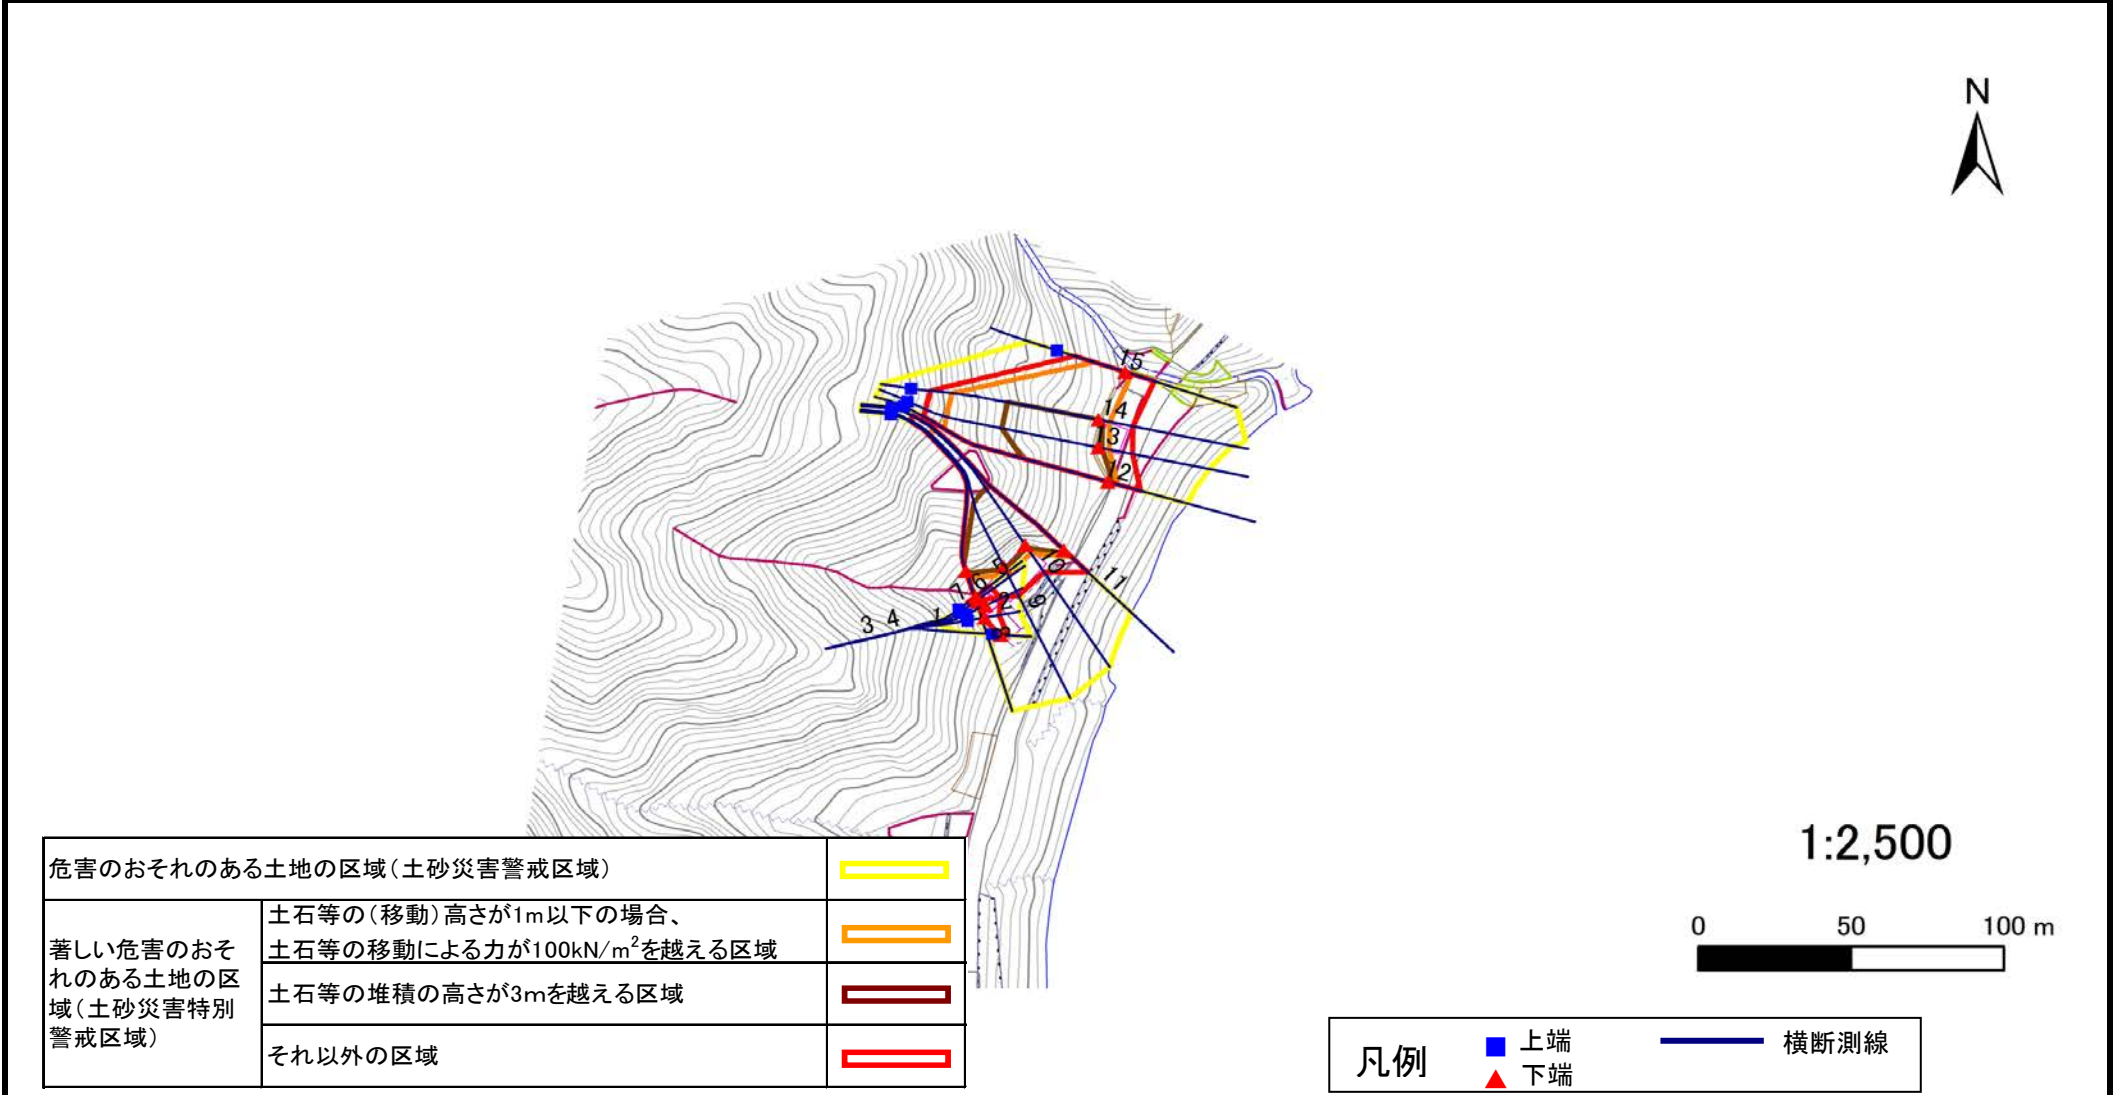 N
15
14
13
12
5
10
6
7
11
2
9
1
3 4
8
1:2,500
0 50 100 m
危害のおそれのある土地の区域(土砂災害警戒区域)
著しい危害のおそ
れのある土地の区
域(土砂災害特別
警戒区域)
土石等の(移動)高さが1m以下の場合、
土石等の移動による力が100kN/m²を越える区域
土石等の堆積の高さが3mを越える区域
それ以外の区域
凡例
上端
下端
横断測線